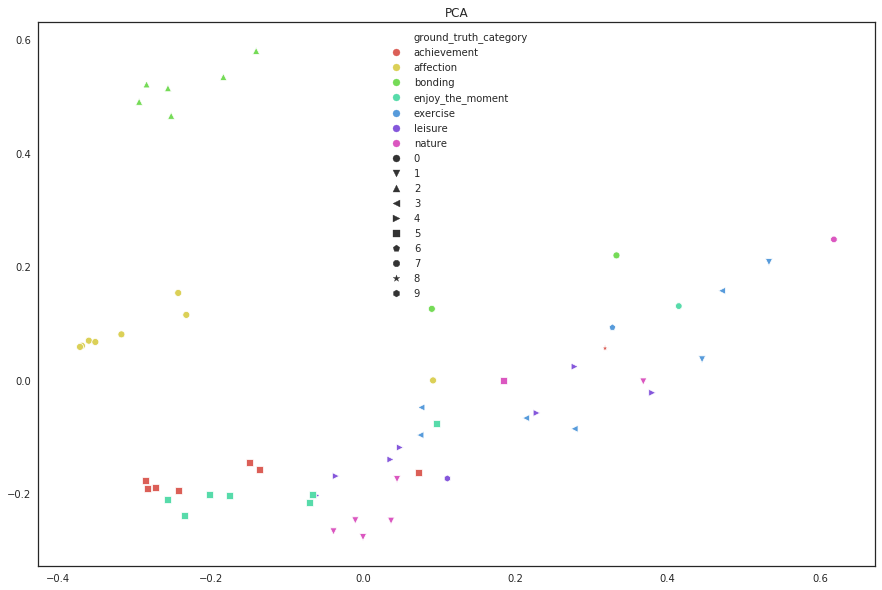 PCA
ground_truth_category
achievement
affection
bonding
enjoy_the_moment
exercise
leisure
nature
0
1
2
3
4
5
6
7
8
9
0.6
0.4
0.2
0.0
−0.2
−0.4
−0.2
0.0
0.2
0.4
0.6